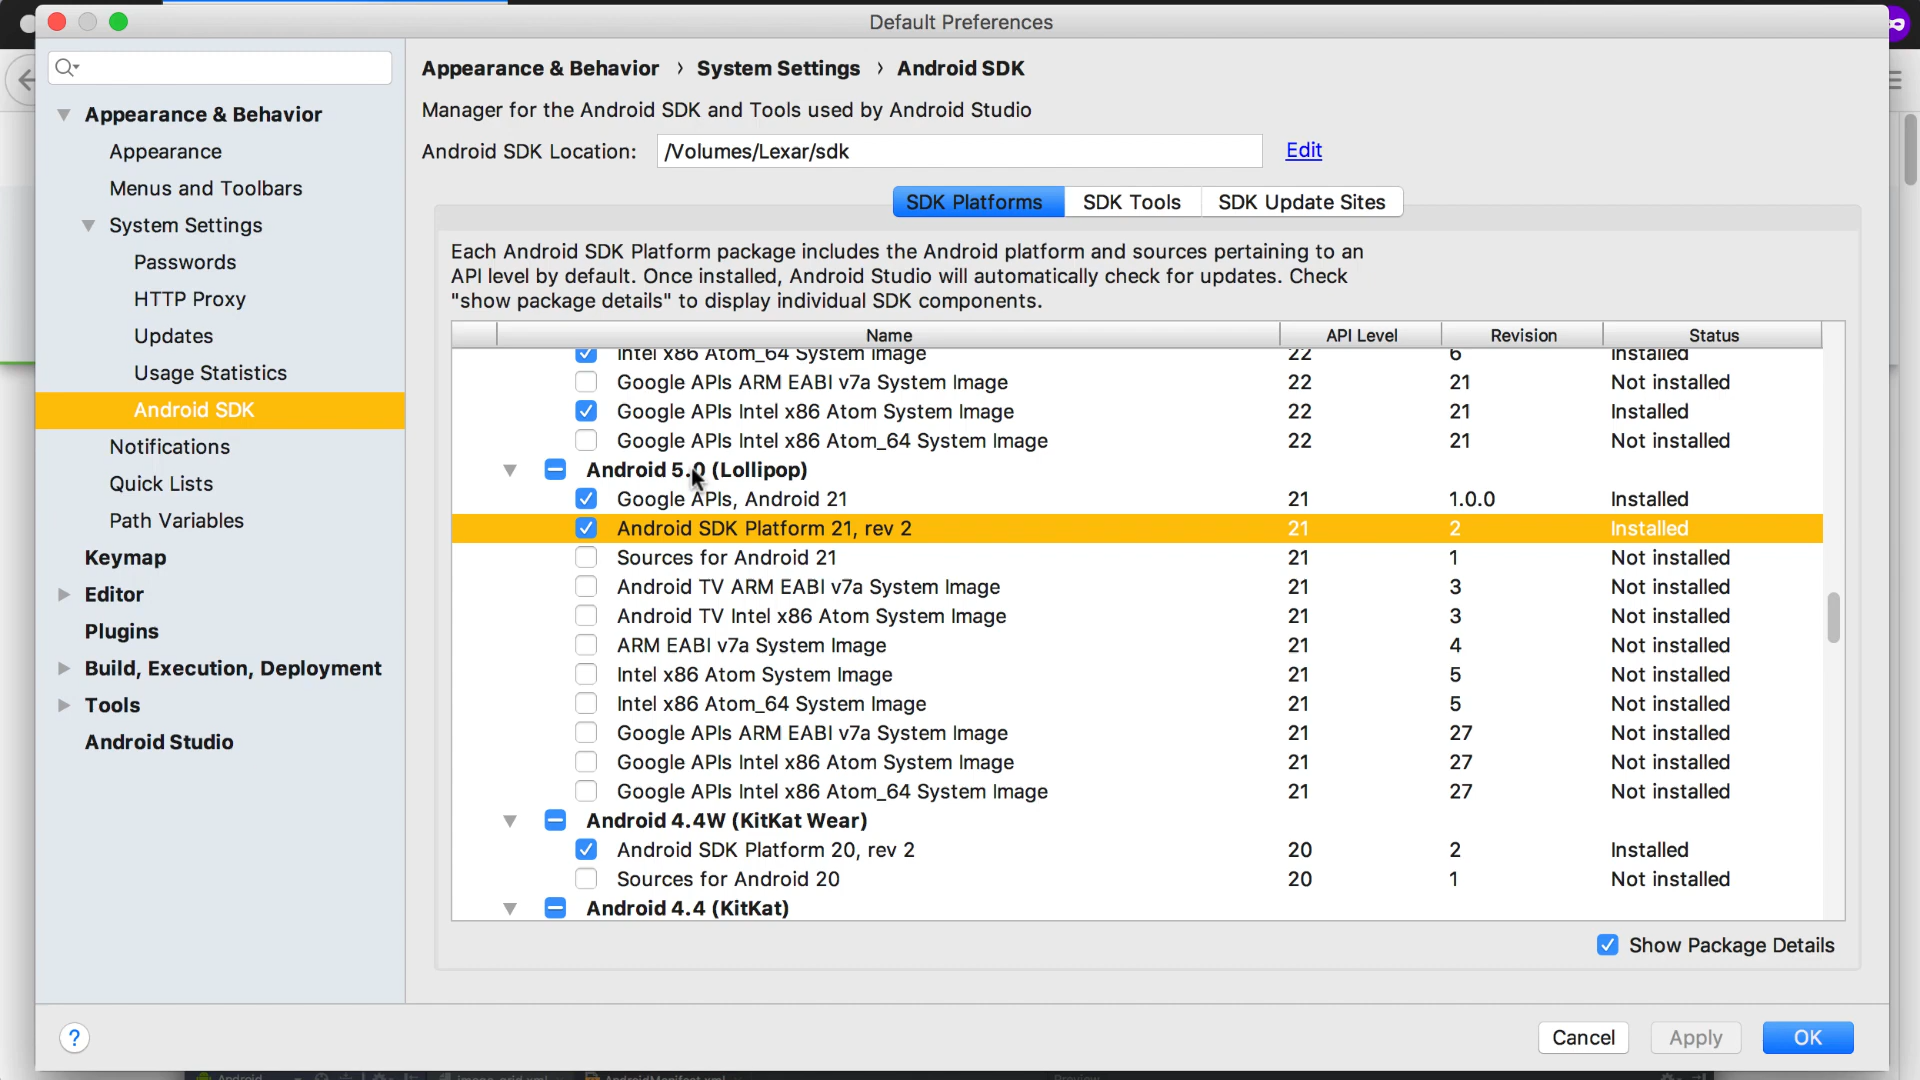 Default Preferences
Appearance & Behavior
Appearance
Menus and Toolbars
System Settings
Passwords
HTTP Proxy
Updates
Usage Statistics
Android SDK
Notifications
Quick Lists
Path Variables
Keymap
Editor
Plugins
Build, Execution, Deployment
Tools
Android Studio
Appearance & Behavior › System Settings › Android SDK
Manager for the Android SDK and Tools used by Android Studio
Android SDK Location: /Volumes/Lexar/sdk Edit
SDK Platforms SDK Tools SDK Update Sites
Each Android SDK Platform package includes the Android platform and sources pertaining to an
API level by default. Once installed, Android Studio will automatically check for updates. Check
"show package details" to display individual SDK components.
Name API Level Revision Status
Intel x86 Atom_64 System Image 22 6 Installed
Google APIs ARM EABI v7a System Image 22 21 Not installed
Google APIs Intel x86 Atom System Image 22 21 Installed
Google APIs Intel x86 Atom_64 System Image 22 21 Not installed
Android 5.0 (Lollipop)
Google APIs, Android 21 21 1.0.0 Installed
Android SDK Platform 21, rev 2 21 2 Installed
Sources for Android 21 21 1 Not installed
Android TV ARM EABI v7a System Image 21 3 Not installed
Android TV Intel x86 Atom System Image 21 3 Not installed
ARM EABI v7a System Image 21 4 Not installed
Intel x86 Atom System Image 21 5 Not installed
Intel x86 Atom_64 System Image 21 5 Not installed
Google APIs ARM EABI v7a System Image 21 27 Not installed
Google APIs Intel x86 Atom System Image 21 27 Not installed
Google APIs Intel x86 Atom_64 System Image 21 27 Not installed
Android 4.4W (KitKat Wear)
Android SDK Platform 20, rev 2 20 2 Installed
Sources for Android 20 20 1 Not installed
Android 4.4 (KitKat)
Show Package Details
? Cancel Apply OK